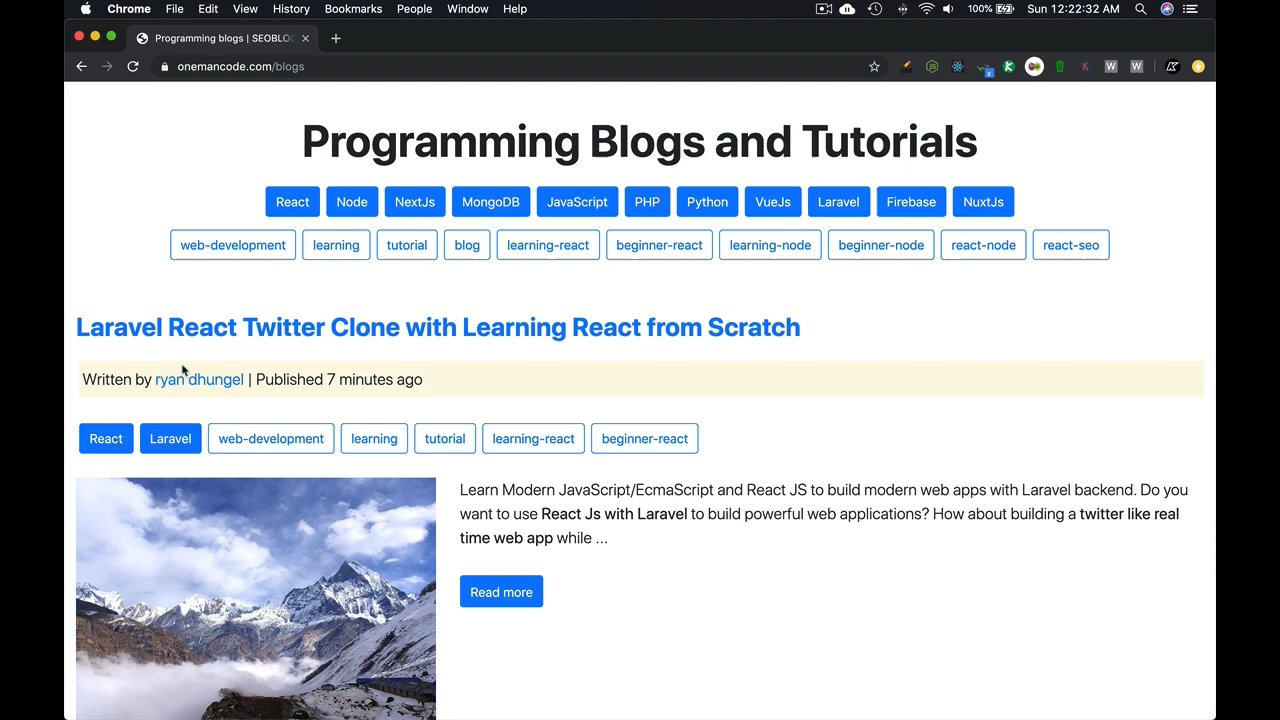 Chrome File Edit View History Bookmarks People Window Help 100% Sun 12:22:32 AM
Programming blogs | SEOBLOG
onemancode.com/blogs
Programming Blogs and Tutorials
React Node NextJs MongoDB JavaScript PHP Python VueJs Laravel Firebase NuxtJs
web-development learning tutorial blog learning-react beginner-react learning-node beginner-node react-node react-seo
Laravel React Twitter Clone with Learning React from Scratch
Written by ryan dhungel | Published 7 minutes ago
React Laravel web-development learning tutorial learning-react beginner-react
Learn Modern JavaScript/EcmaScript and React JS to build modern web apps with Laravel backend. Do you
want to use React Js with Laravel to build powerful web applications? How about building a twitter like real
time web app while ...
Read more